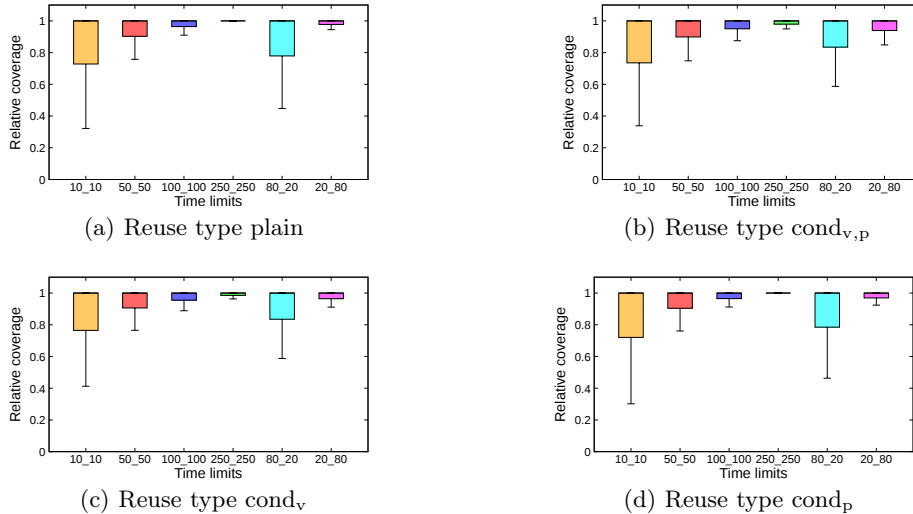 Relative coverage
1
0.8
0.6
0.4
0.2
0
10_10 50_50 100_100 250_250 80_20 20_80
Time limits
(a) Reuse type plain
Relative coverage
1
0.8
0.6
0.4
0.2
0
10_10 50_50 100_100 250_250 80_20 20_80
Time limits
(b) Reuse type cond_{v,p}
Relative coverage
1
0.8
0.6
0.4
0.2
0
10_10 50_50 100_100 250_250 80_20 20_80
Time limits
(c) Reuse type cond_v
Relative coverage
1
0.8
0.6
0.4
0.2
0
10_10 50_50 100_100 250_250 80_20 20_80
Time limits
(d) Reuse type cond_p